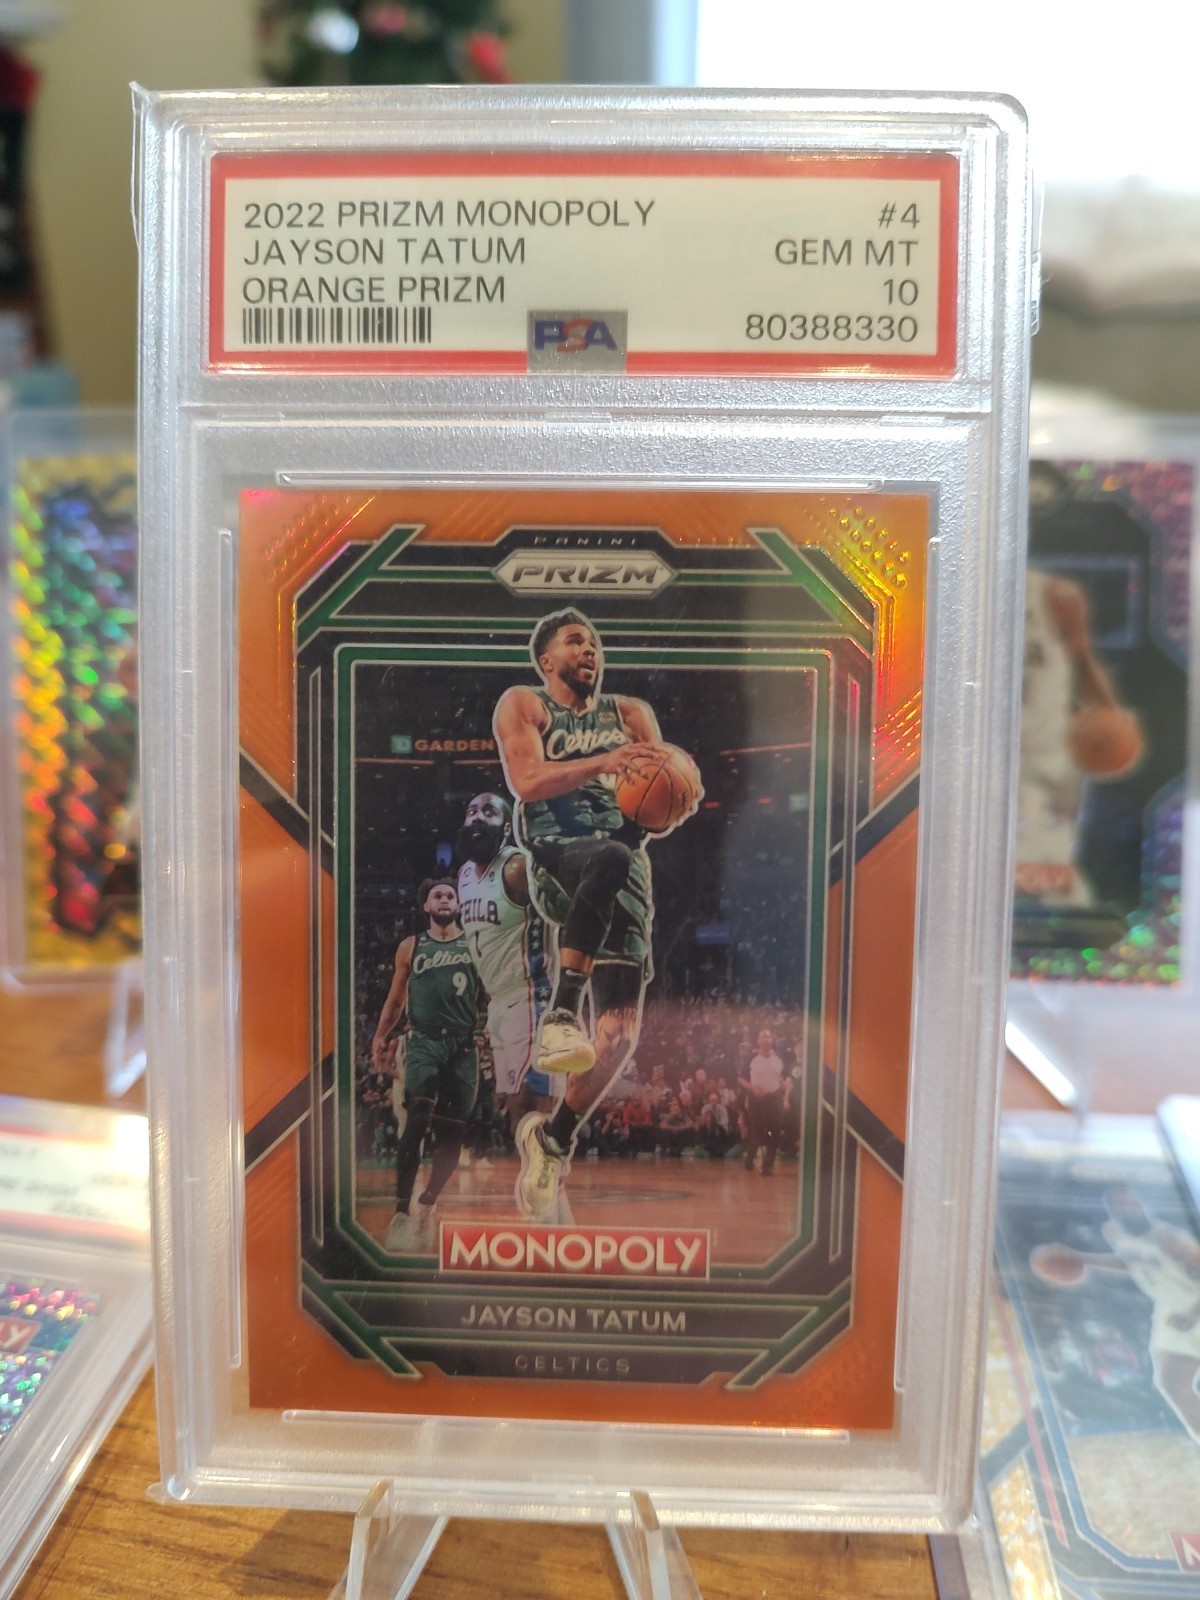 2022 PRIZM MONOPOLY #4
JAYSON TATUM GEM MT
ORANGE PRIZM 10
PSA 80388330
PANINI
PRIZM
Celtics
TD GARDEN
PHILA
Celtics
9
MONOPOLY
JAYSON TATUM
CELTICS